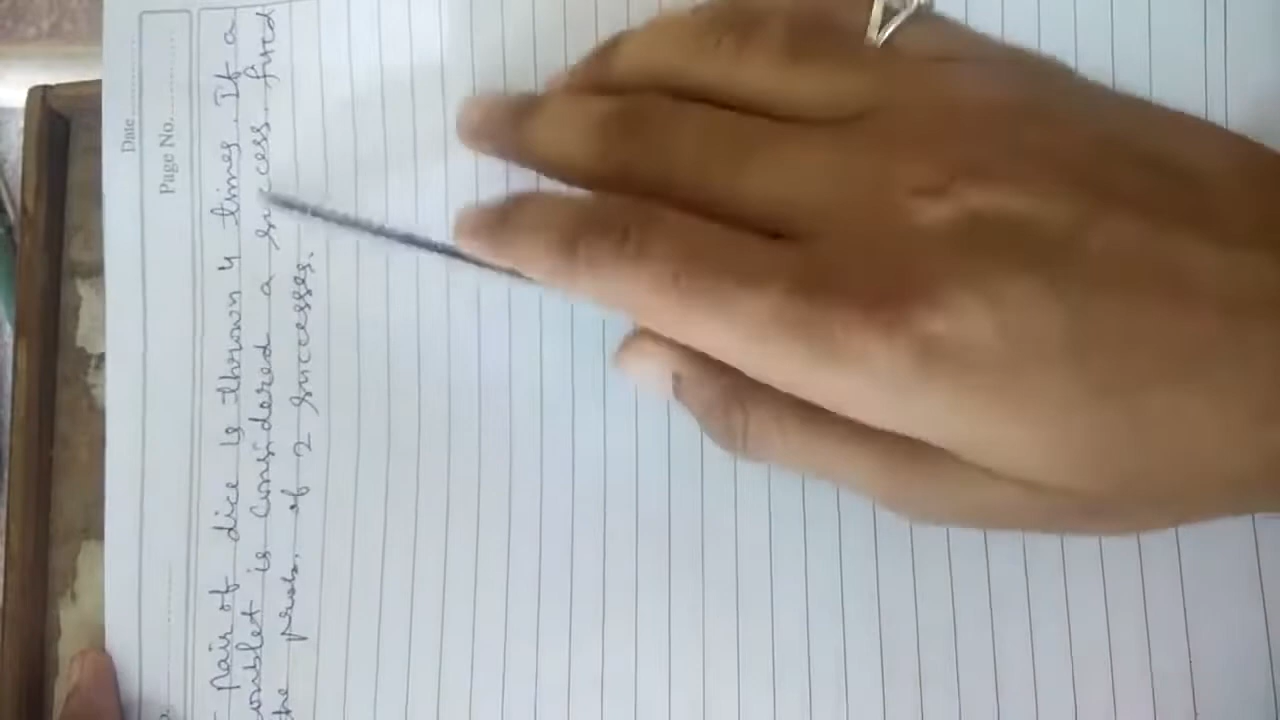 Date
Page No.
pair of dice is thrown 4 times. If a
oublet is considered a success. find
the prob. of 2 successes.